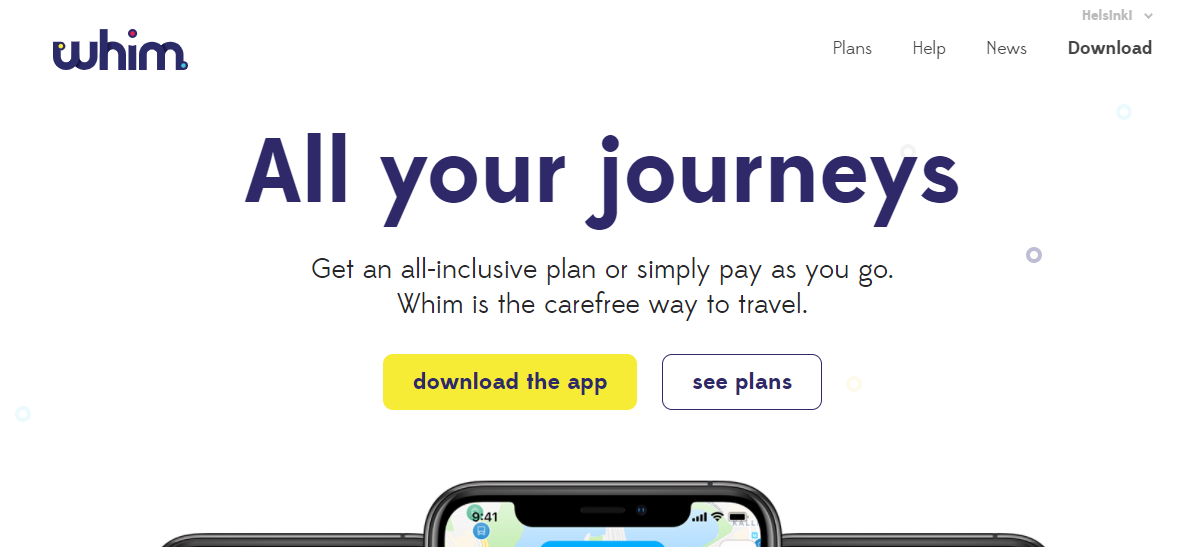 Helsinki
whim
Plans Help News Download
All your journeys
Get an all-inclusive plan or simply pay as you go.
Whim is the carefree way to travel.
download the app see plans
9:41
KALL